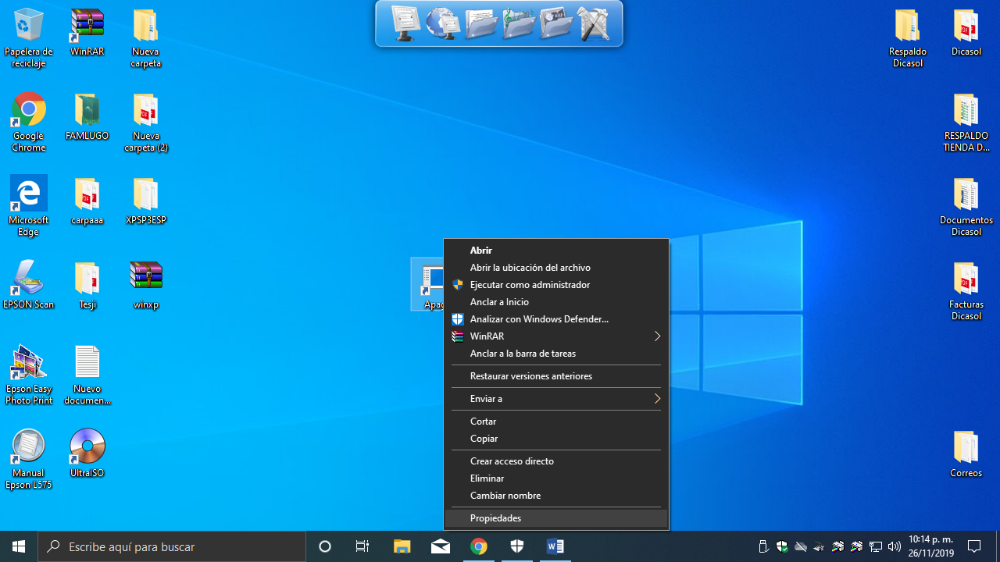 Papelera de
reciclaje
WinRAR
Nueva
carpeta
Google
Chrome
FAMLUGO
Nueva
carpeta (2)
Microsoft
Edge
carpaaa
XPSP3ESP
EPSON Scan
Tesji
winxp
Epson Easy
Photo Print
Nuevo
documen...
Manual
Epson L575
UltraISO
Respaldo
Dicasol
Dicasol
RESPALDO
TIENDA D...
Documentos
Dicasol
Facturas
Dicasol
Correos
Abrir
Abrir la ubicación del archivo
Ejecutar como administrador
Anclar a Inicio
Analizar con Windows Defender...
WinRAR
Anclar a la barra de tareas
Restaurar versiones anteriores
Enviar a
Cortar
Copiar
Crear acceso directo
Eliminar
Cambiar nombre
Propiedades
Escribe aquí para buscar
10:14 p. m.
26/11/2019